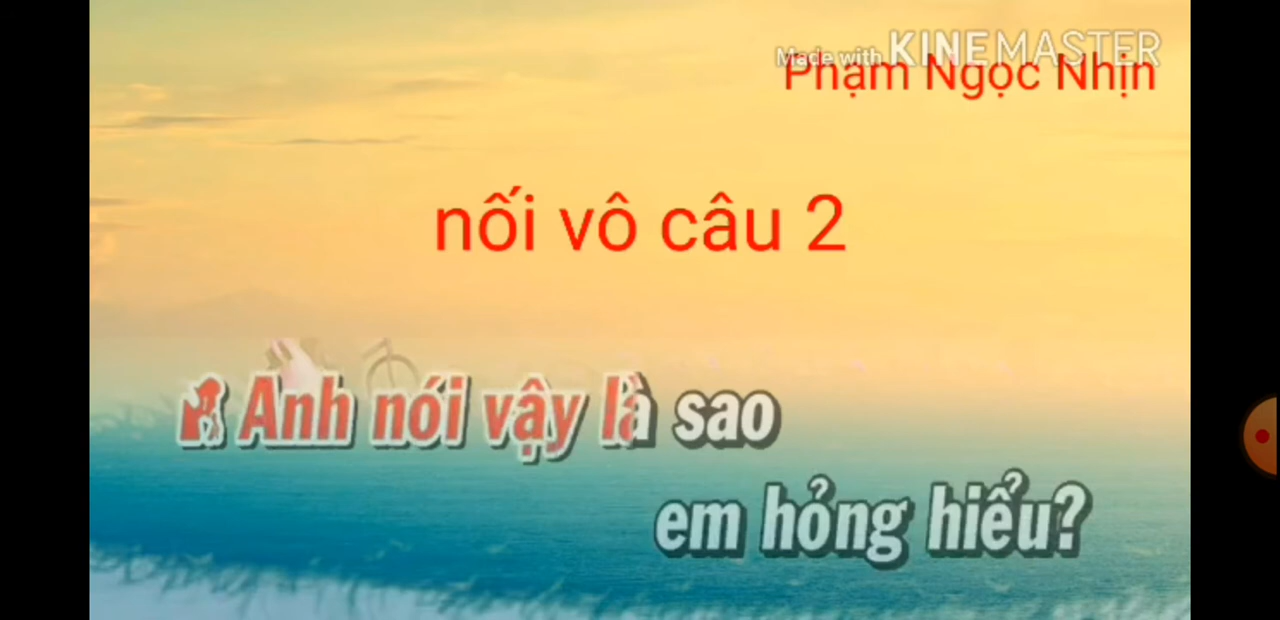 Made with KINEMASTER
Phạm Ngọc Nhịn
nối vô câu 2
Anh nói vậy là sao
em hỏng hiểu?